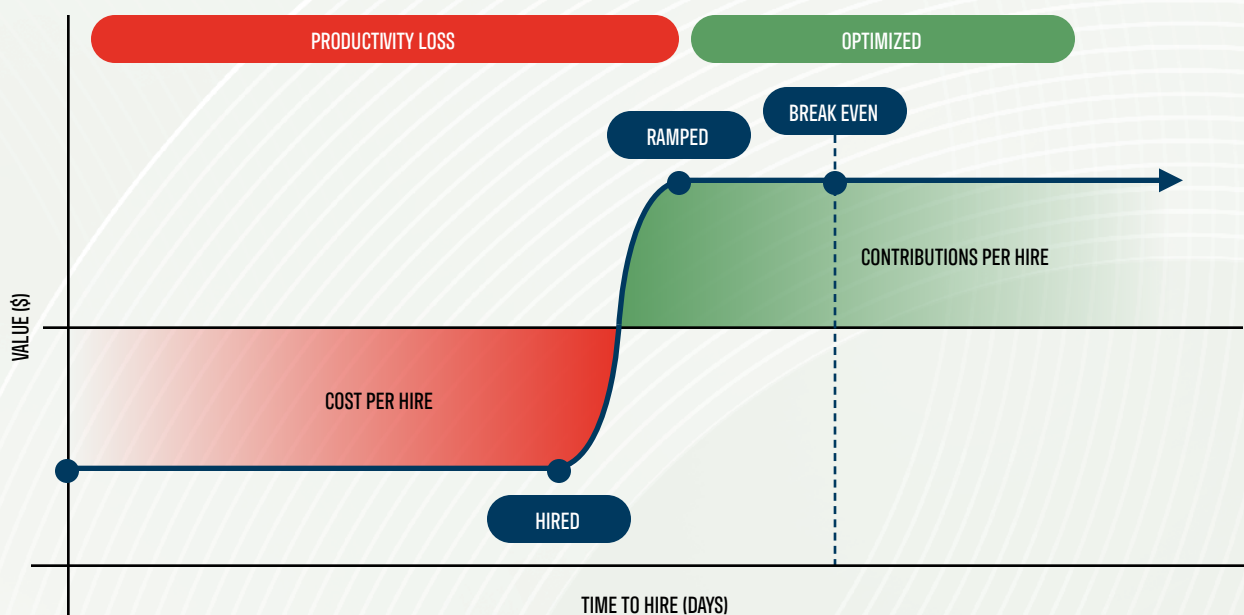 PRODUCTIVITY LOSS
OPTIMIZED
BREAK EVEN
RAMPED
CONTRIBUTIONS PER HIRE
VALUE ($)
COST PER HIRE
HIRED
TIME TO HIRE (DAYS)